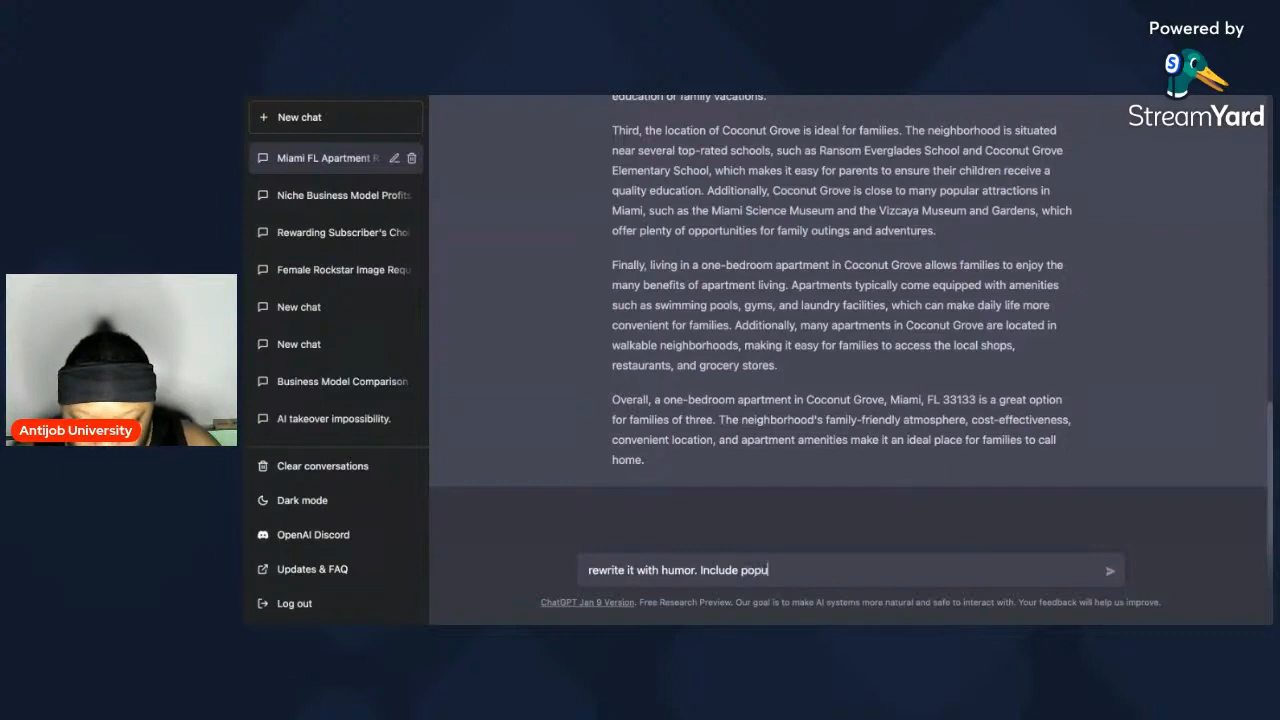 Powered by
S
StreamYard
New chat
Miami FL Apartment R
Niche Business Model Profits
Rewarding Subscriber's Choi
Female Rockstar Image Requ
New chat
New chat
Business Model Comparison
AI takeover impossibility.
Clear conversations
Dark mode
OpenAI Discord
Updates & FAQ
Log out
Antijob University
education or family vacations.
Third, the location of Coconut Grove is ideal for families. The neighborhood is situated
near several top-rated schools, such as Ransom Everglades School and Coconut Grove
Elementary School, which makes it easy for parents to ensure their children receive a
quality education. Additionally, Coconut Grove is close to many popular attractions in
Miami, such as the Miami Science Museum and the Vizcaya Museum and Gardens, which
offer plenty of opportunities for family outings and adventures.
Finally, living in a one-bedroom apartment in Coconut Grove allows families to enjoy the
many benefits of apartment living. Apartments typically come equipped with amenities
such as swimming pools, gyms, and laundry facilities, which can make daily life more
convenient for families. Additionally, many apartments in Coconut Grove are located in
walkable neighborhoods, making it easy for families to access the local shops,
restaurants, and grocery stores.
Overall, a one-bedroom apartment in Coconut Grove, Miami, FL 33133 is a great option
for families of three. The neighborhood's family-friendly atmosphere, cost-effectiveness,
convenient location, and apartment amenities make it an ideal place for families to call
home.
rewrite it with humor. Include popu
ChatGPT Jan 9 Version. Free Research Preview. Our goal is to make AI systems more natural and safe to interact with. Your feedback will help us improve.